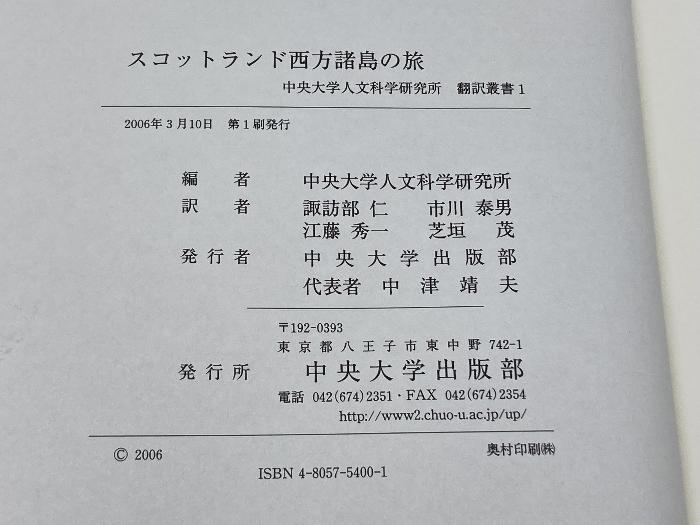 スコットランド西方諸島の旅
中央大学人文科学研究所 翻訳叢書1
2006年3月10日 第1刷発行
編者 中央大学人文科学研究所
訳者 諏訪部 仁 市川 泰男
江藤 秀一 芝垣 茂
発行者 中央大学出版部
代表者 中津靖夫
〒192-0393
東京都八王子市東中野 742-1
発行所 中央大学出版部
電話 042(674)2351・FAX 042(674)2354
http://www2.chuo-u.ac.jp/up/
© 2006 奥村印刷㈱
ISBN 4-8057-5400-1